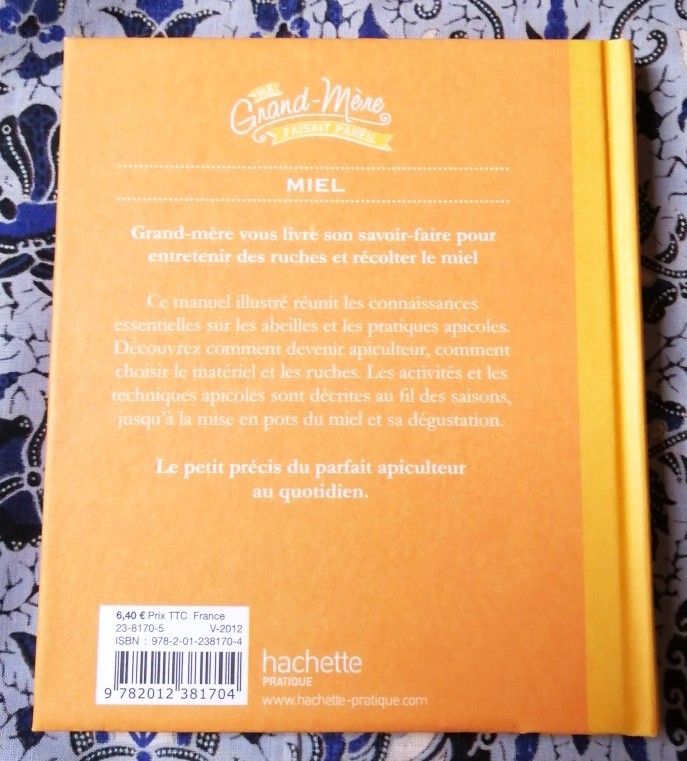 MA
Grand-Mère
FAISAIT PAREIL
MIEL
Grand-mère vous livre son savoir-faire pour
entretenir des ruches et récolter le miel
Ce manuel illustré réunit les connaissances
essentielles sur les abeilles et les pratiques apicoles.
Découvrez comment devenir apiculteur, comment
choisir le matériel et les ruches. Les activités et les
techniques apicoles sont décrites au fil des saisons,
jusqu'à la mise en pots du miel et sa dégustation.
Le petit précis du parfait apiculteur
au quotidien.
6,40 € Prix TTC France
23-8170-5 V-2012
ISBN : 978-2-01-238170-4
9 782012 381704
hachette
PRATIQUE
www.hachette-pratique.com